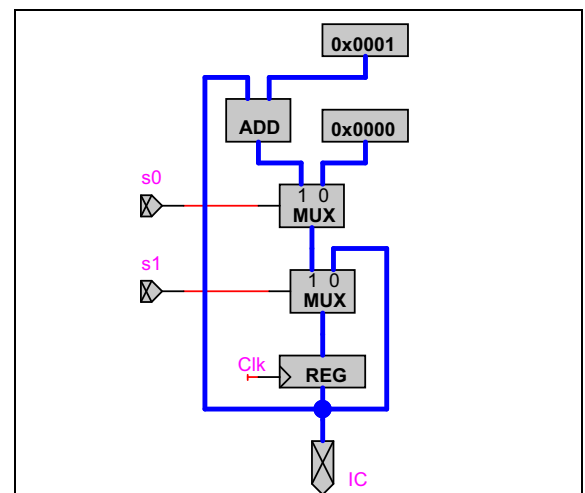 0x0001
ADD
0x0000
s0
1 0
MUX
s1
1 0
MUX
Clk
REG
IC